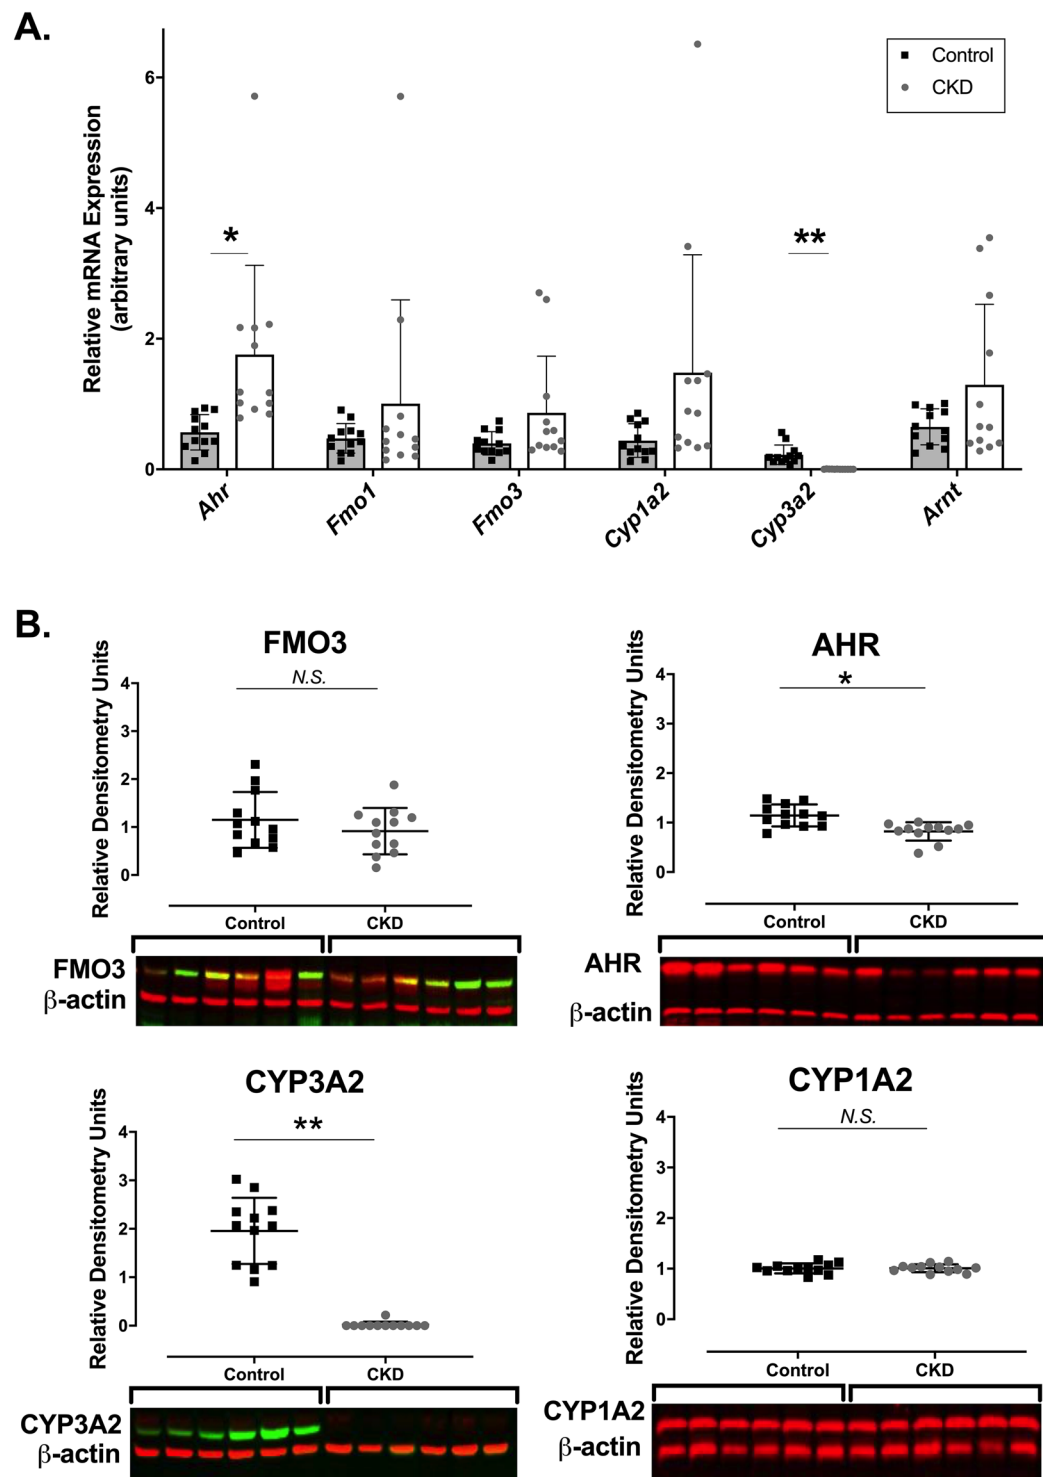 A.
Relative mRNA Expression
(arbitrary units)
6
4
2
0
Control
CKD
*
**
Ahr
Fmo1
Fmo3
Cyp1a2
Cyp3a2
Arnt
B.
FMO3
N.S.
Relative Densitometry Units
4
3
2
1
0
Control
CKD
FMO3
β-actin
AHR
*
Relative Densitometry Units
4
3
2
1
0
Control
CKD
AHR
β-actin
CYP3A2
**
Relative Densitometry Units
4
3
2
1
0
Control
CKD
CYP3A2
β-actin
CYP1A2
N.S.
Relative Densitometry Units
4
3
2
1
0
Control
CKD
CYP1A2
β-actin